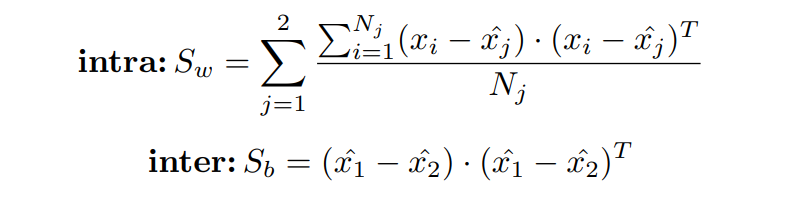 intra: $S_w = \sum_{j=1}^{2} \frac{\sum_{i=1}^{N_j} (x_i - \hat{x_j}) \cdot (x_i - \hat{x_j})^T}{N_j}$
inter: $S_b = (\hat{x_1} - \hat{x_2}) \cdot (\hat{x_1} - \hat{x_2})^T$